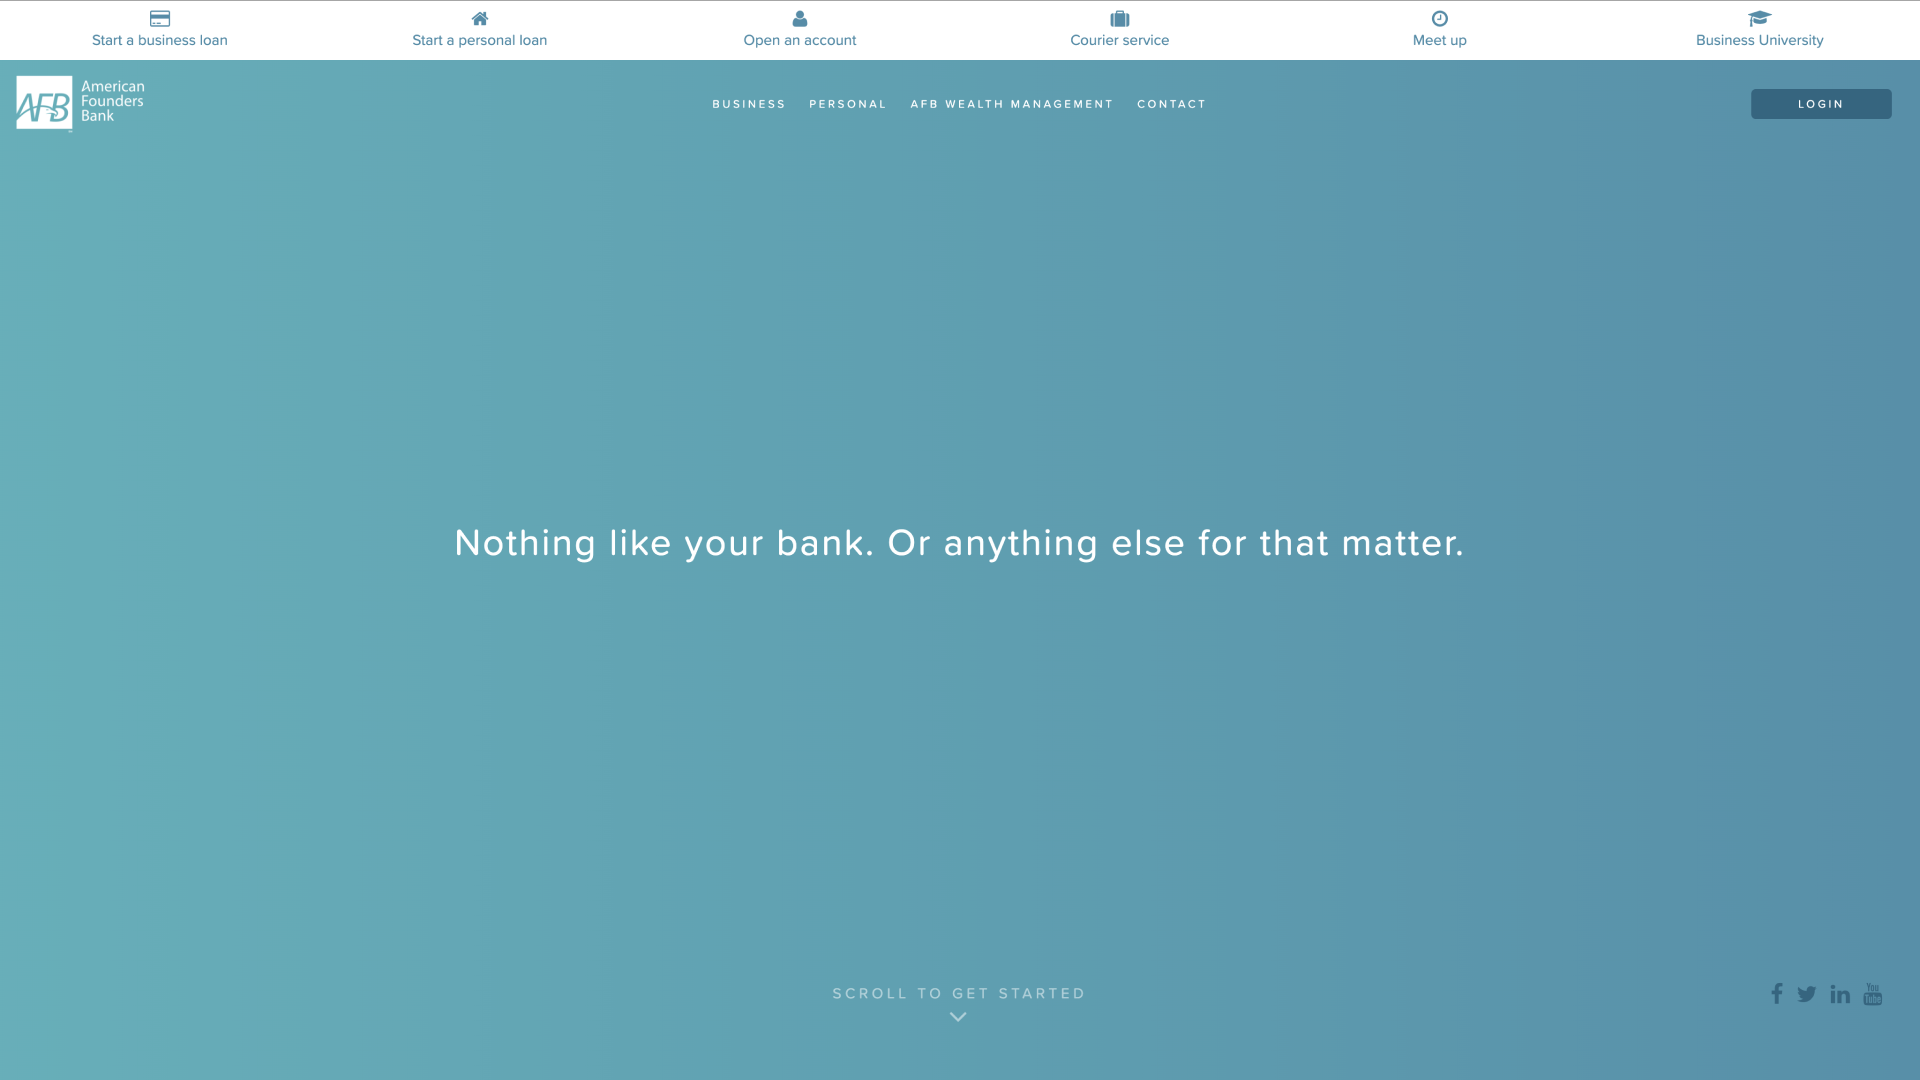 Start a business loan
Start a personal loan
Open an account
Courier service
Meet up
Business University
AFB
American
Founders
Bank
BUSINESS
PERSONAL
AFB WEALTH MANAGEMENT
CONTACT
LOGIN
Nothing like your bank. Or anything else for that matter.
SCROLL TO GET STARTED
You
Tube